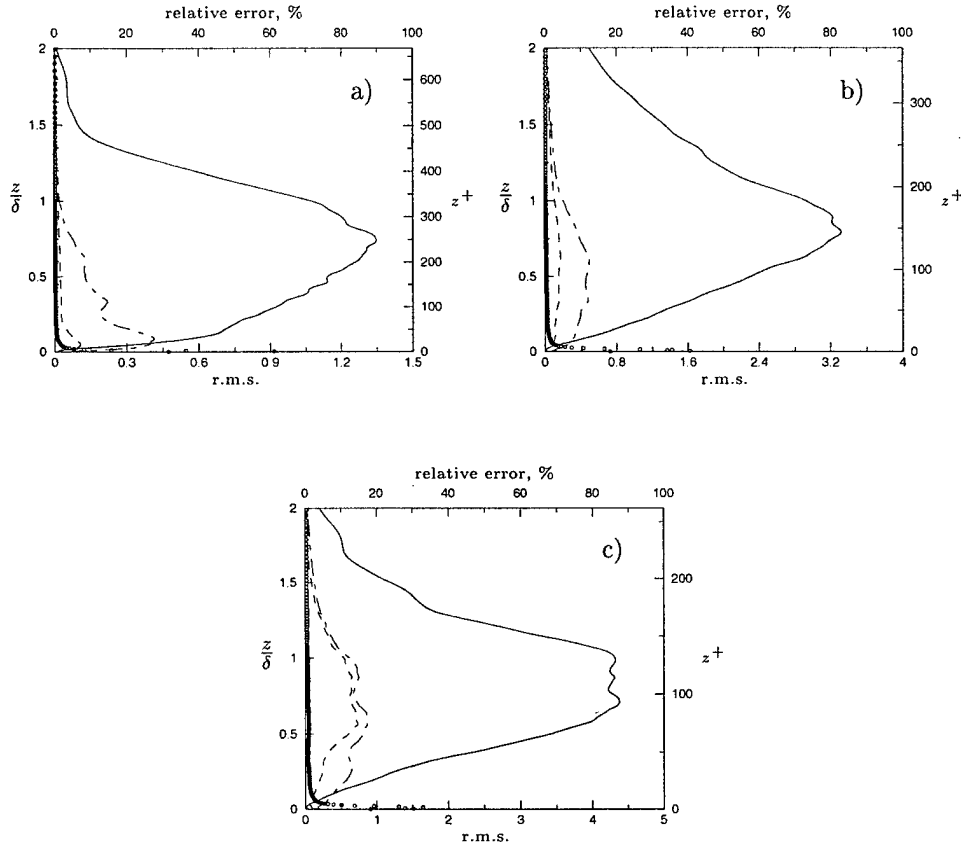 relative error, %
0 20 40 60 80 100
2
1.5
1
0.5
0
z
δ
a)
600
500
400
300
200
100
0
z+
0 0.3 0.6 0.9 1.2 1.5
r.m.s.
relative error, %
0 20 40 60 80 100
2
1.5
1
0.5
0
z
δ
b)
300
200
100
0
z+
0 0.8 1.6 2.4 3.2 4
r.m.s.
relative error, %
0 20 40 60 80 100
2
1.5
1
0.5
0
z
δ
c)
200
100
0
z+
0 1 2 3 4 5
r.m.s.